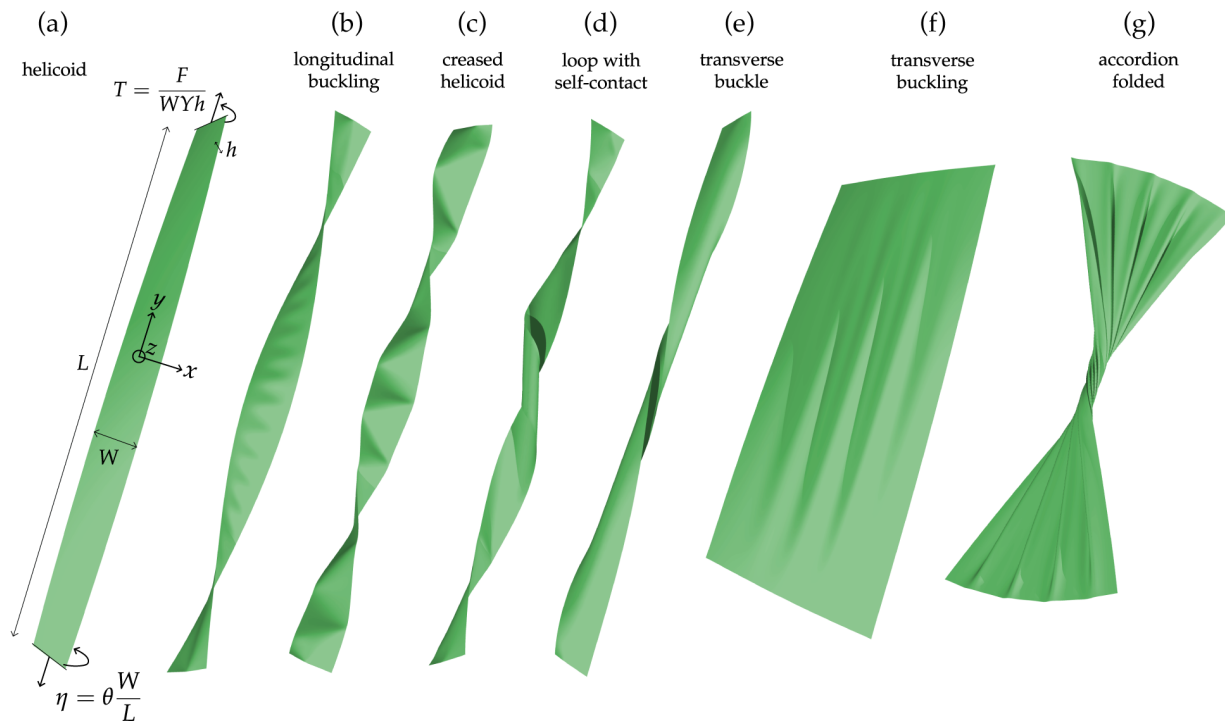 (a)
helicoid
T = F / WYh
h
L
y
z
x
W
η = θ W / L
(b)
longitudinal
buckling
(c)
creased
helicoid
(d)
loop with
self-contact
(e)
transverse
buckle
(f)
transverse
buckling
(g)
accordion
folded